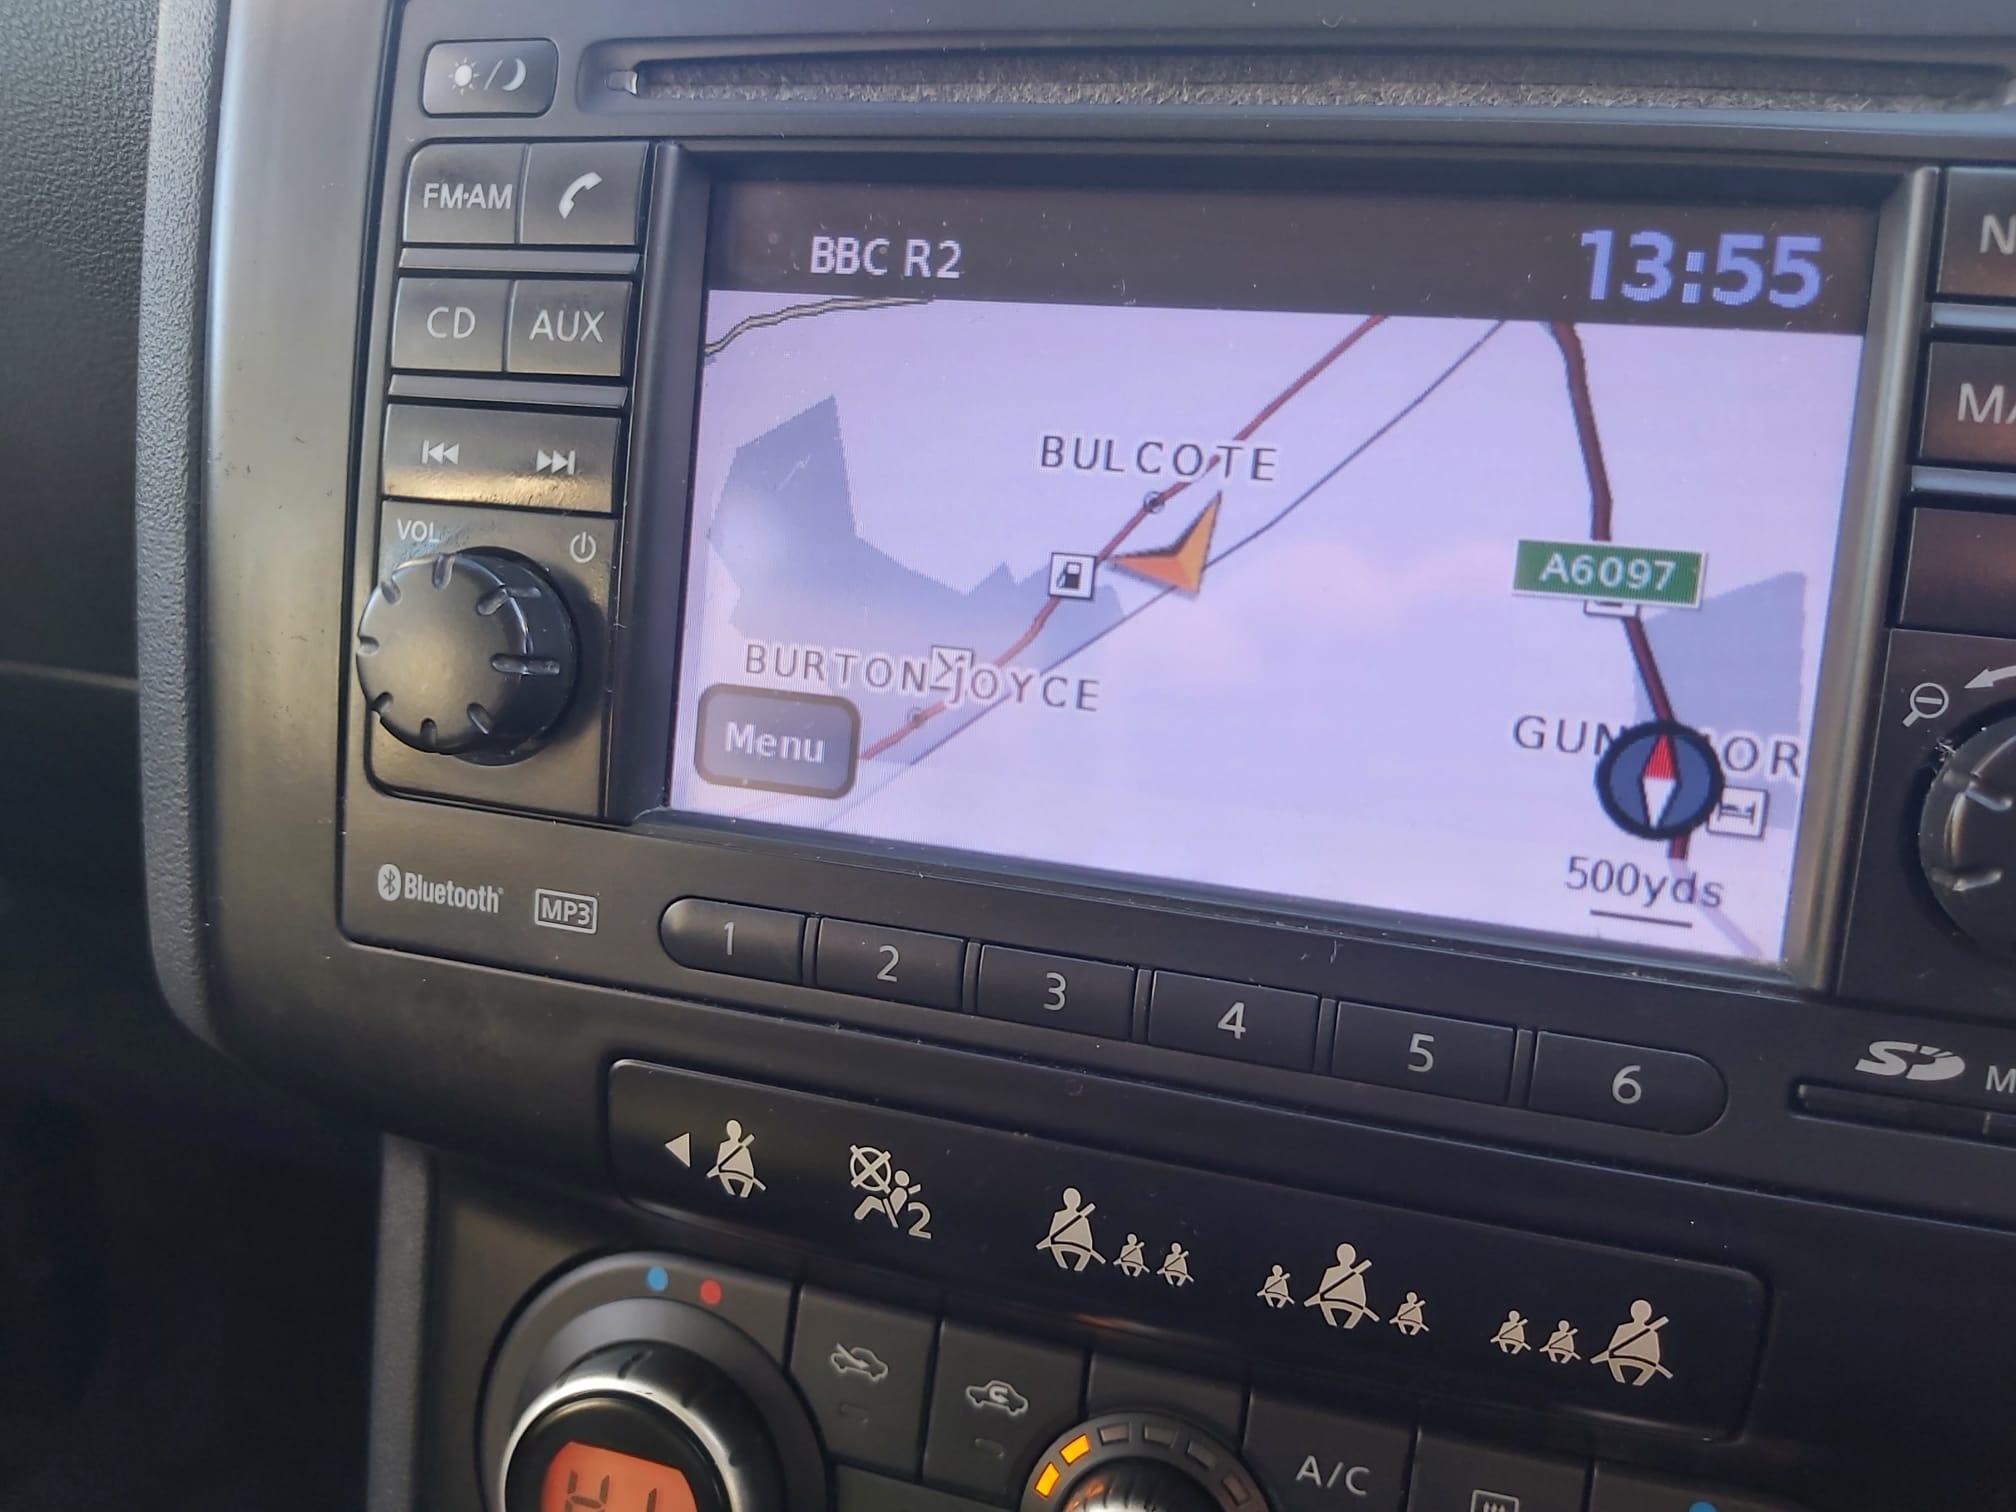 FM·AM
BBC R2
13:55
CD
AUX
BULCOTE
VOL
A6097
BURTON JOYCE
Menu
500yds
Bluetooth
MP3
1
2
3
4
5
6
2
A/C